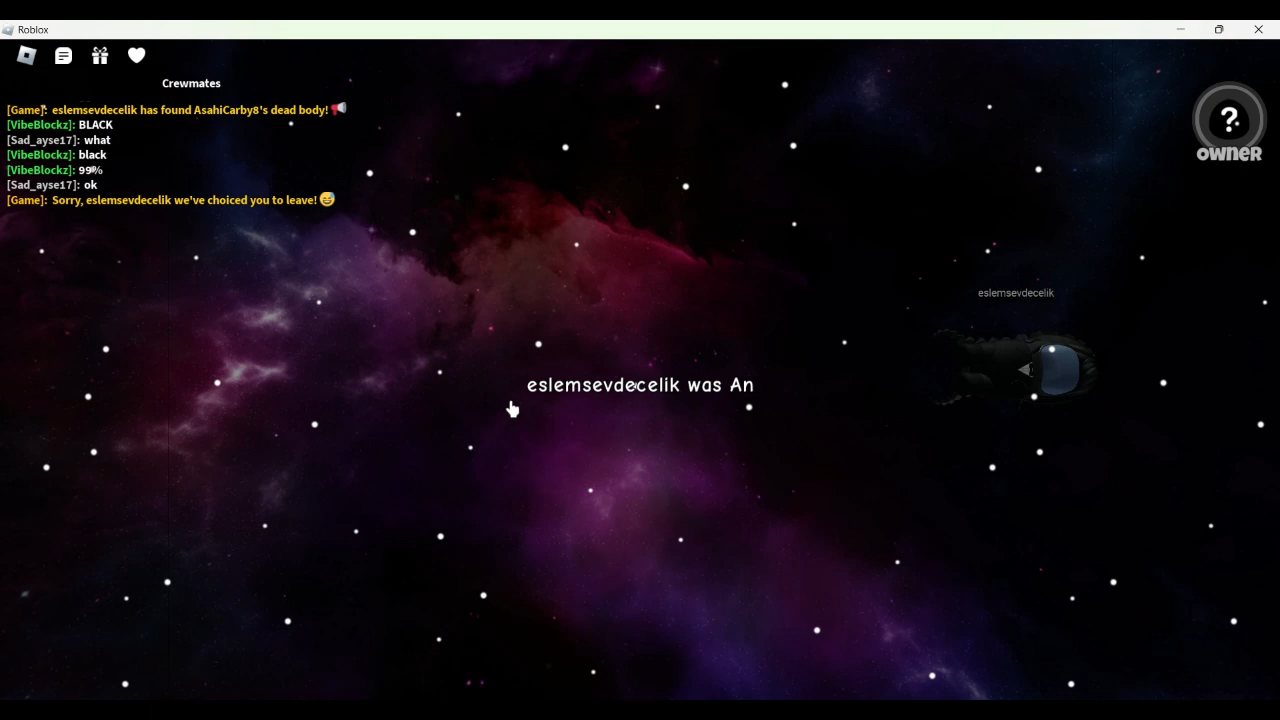 Roblox
Crewmates
[Game]: eslemsevdecelik has found AsahiCarby8's dead body! 📢
[VibeBlockz]: BLACK
[Sad_ayse17]: what
[VibeBlockz]: black
[VibeBlockz]: 99%
[Sad_ayse17]: ok
[Game]: Sorry, eslemsevdecelik we've choiced you to leave! 😅
?
OWNER
eslemsevdecelik
eslemsevdecelik was An